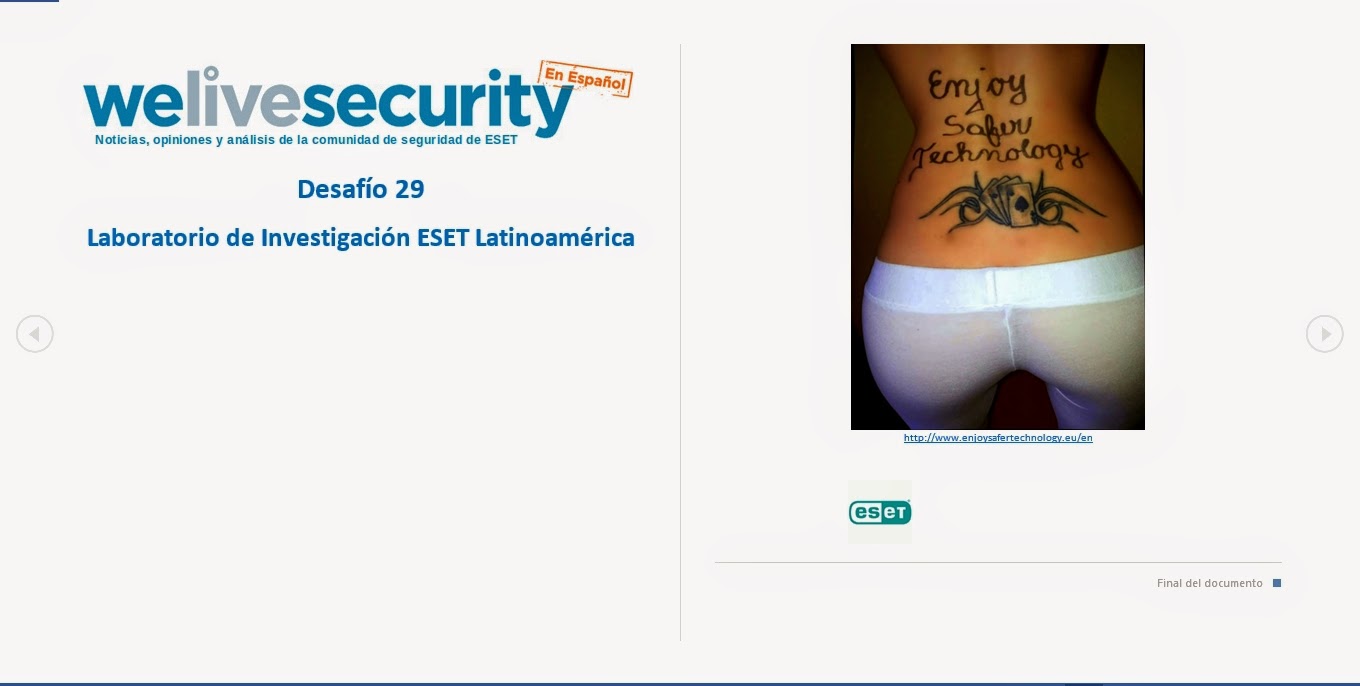 welivesecurity
En Español
Noticias, opiniones y análisis de la comunidad de seguridad de ESET
Desafío 29
Laboratorio de Investigación ESET Latinoamérica
Enjoy
Safer
Technology
http://www.enjoysafertechnology.eu/en
eset
Final del documento